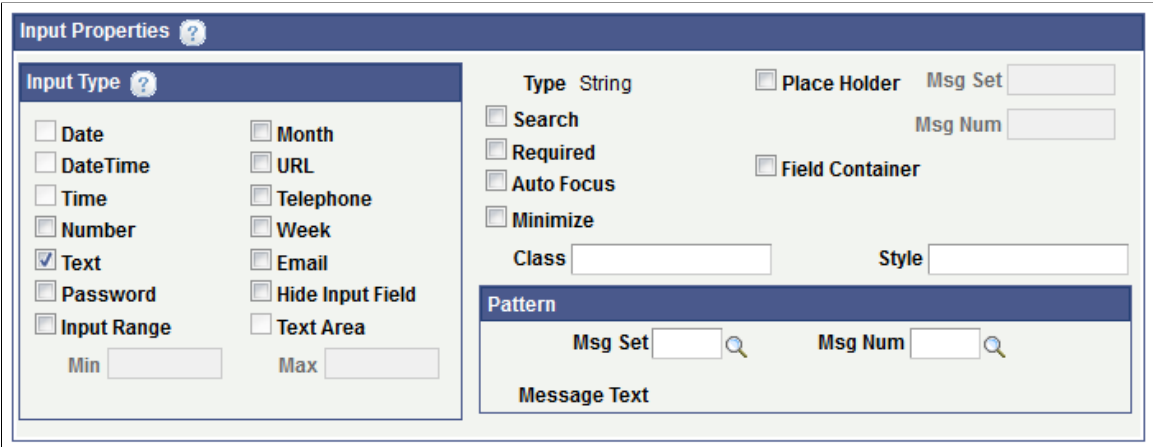 Input Properties ?
Input Type ?
Date Month
DateTime URL
Time Telephone
Number Week
Text Email
Password Hide Input Field
Input Range Text Area
Min Max
Type String Place Holder Msg Set
Search Msg Num
Required
Field Container
Auto Focus
Minimize
Class Style
Pattern
Msg Set Msg Num
Message Text